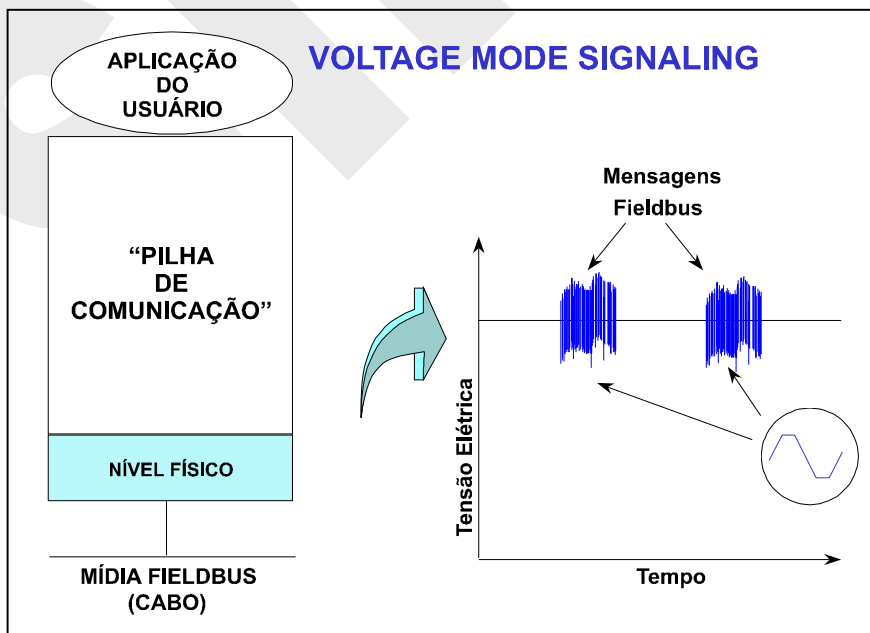 APLICAÇÃO
DO
USUÁRIO
VOLTAGE MODE SIGNALING
“PILHA
DE
COMUNICAÇÃO”
NÍVEL FÍSICO
MÍDIA FIELDBUS
(CABO)
Mensagens
Fieldbus
Tensão Elétrica
Tempo